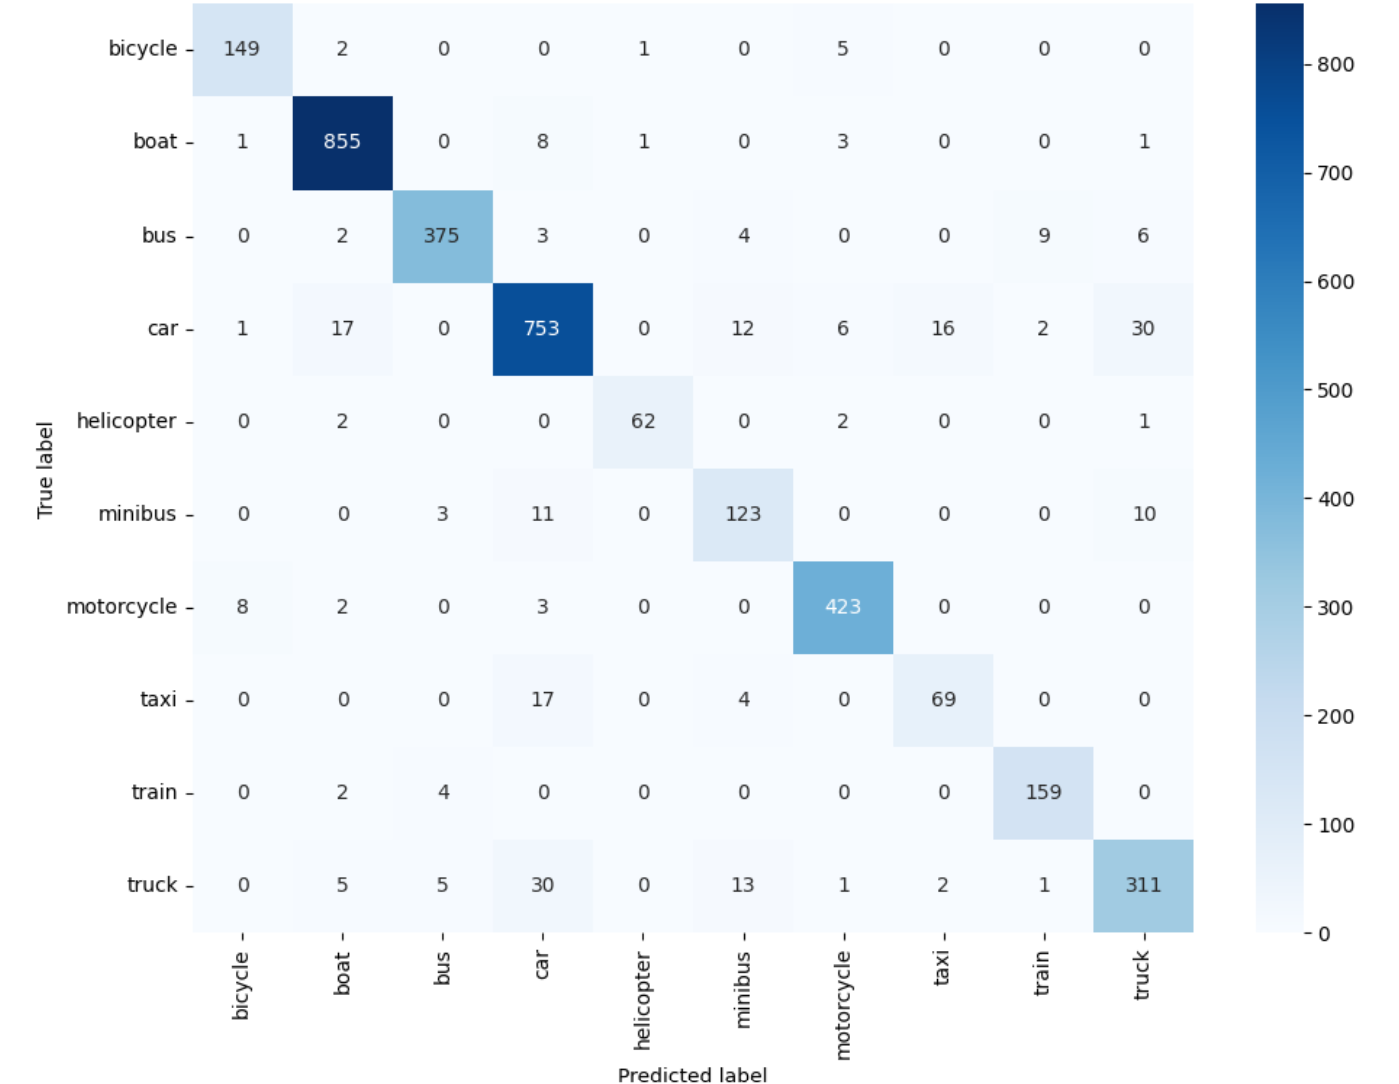 bicycle 149 2 0 0 1 0 5 0 0 0
boat 1 855 0 8 1 0 3 0 0 1
bus 0 2 375 3 0 4 0 0 9 6
car 1 17 0 753 0 12 6 16 2 30
helicopter 0 2 0 0 62 0 2 0 0 1
minibus 0 0 3 11 0 123 0 0 0 10
motorcycle 8 2 0 3 0 0 423 0 0 0
taxi 0 0 0 17 0 4 0 69 0 0
train 0 2 4 0 0 0 0 0 159 0
truck 0 5 5 30 0 13 1 2 1 311
True label
bicycle boat bus car helicopter minibus motorcycle taxi train truck
Predicted label
800
700
600
500
400
300
200
100
0